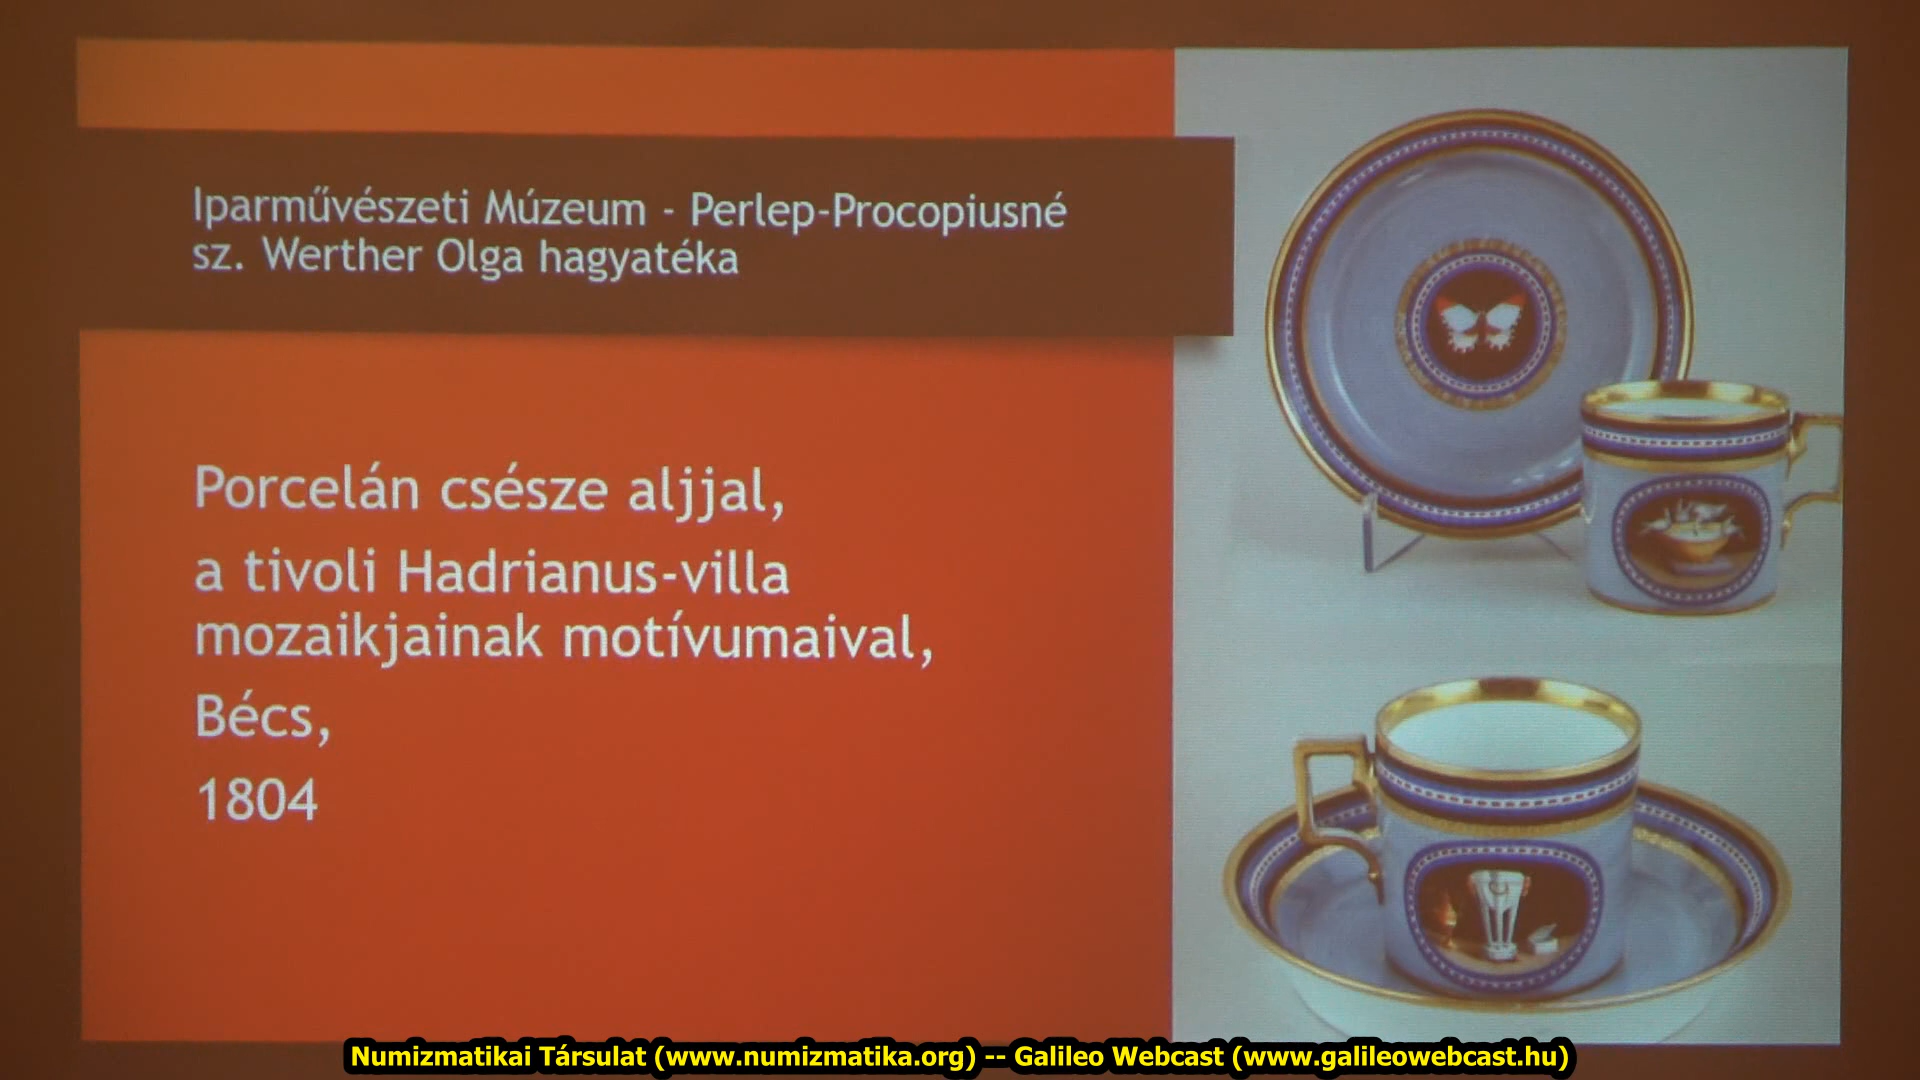 Iparművészeti Múzeum - Perlep-Procopiusné
sz. Werther Olga hagyatéka
Porcelán csésze aljjal,
a tivoli Hadrianus-villa
mozaikjainak motívumaival,
Bécs,
1804
Numizmatikai Társulat (www.numizmatika.org) -- Galileo Webcast (www.galileowebcast.hu)